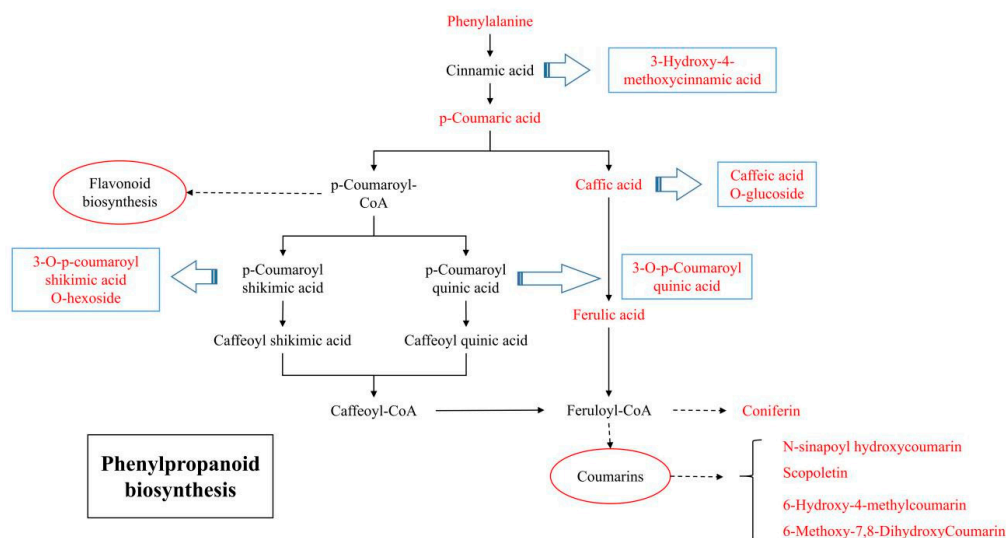 Phenylalanine
Cinnamic acid
3-Hydroxy-4-
methoxycinnamic acid
p-Coumaric acid
Flavonoid
biosynthesis
p-Coumaroyl-
CoA
Caffic acid
Caffeic acid
O-glucoside
3-O-p-coumaroyl
shikimic acid
O-hexoside
p-Coumaroyl
shikimic acid
p-Coumaroyl
quinic acid
3-O-p-Coumaroyl
quinic acid
Ferulic acid
Caffeoyl shikimic acid
Caffeoyl quinic acid
Caffeoyl-CoA
Feruloyl-CoA
Coniferin
Phenylpropanoid
biosynthesis
Coumarins
N-sinapoyl hydroxycoumarin
Scopoletin
6-Hydroxy-4-methylcoumarin
6-Methoxy-7,8-DihydroxyCoumarin